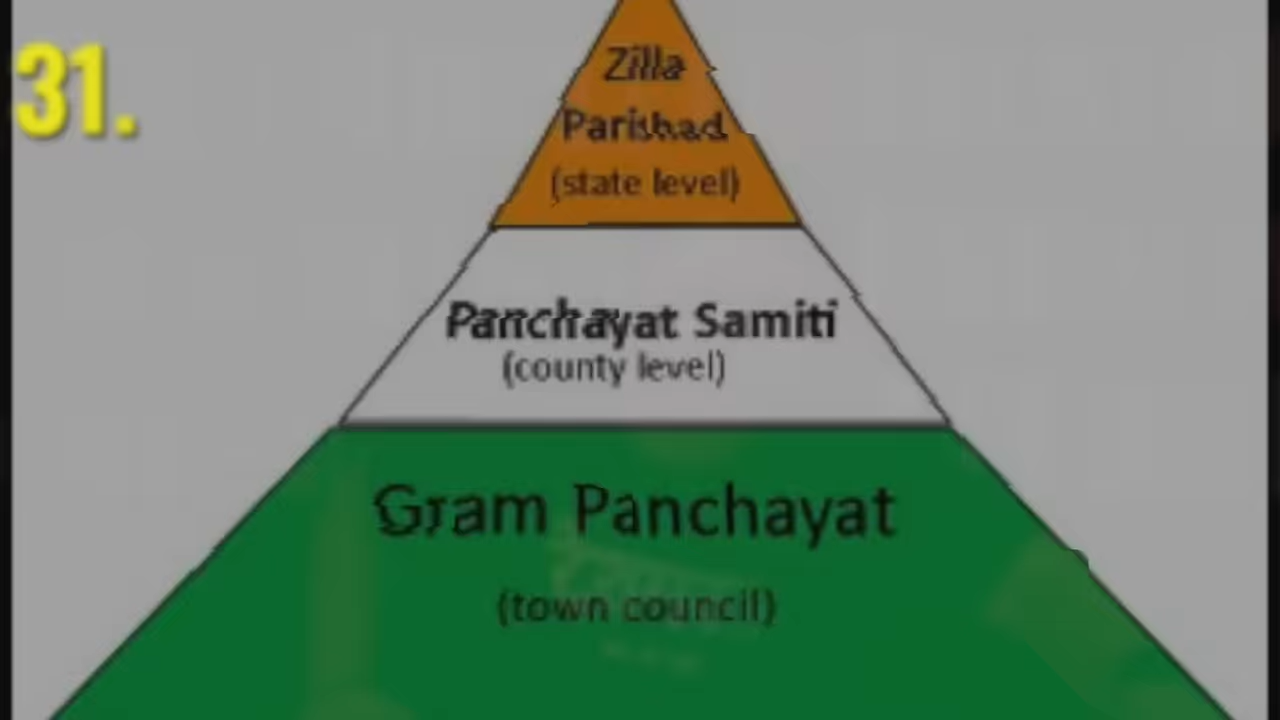 31.
Zilla
Parishad
(state level)
Panchayat Samiti
(county level)
Gram Panchayat
(town council)